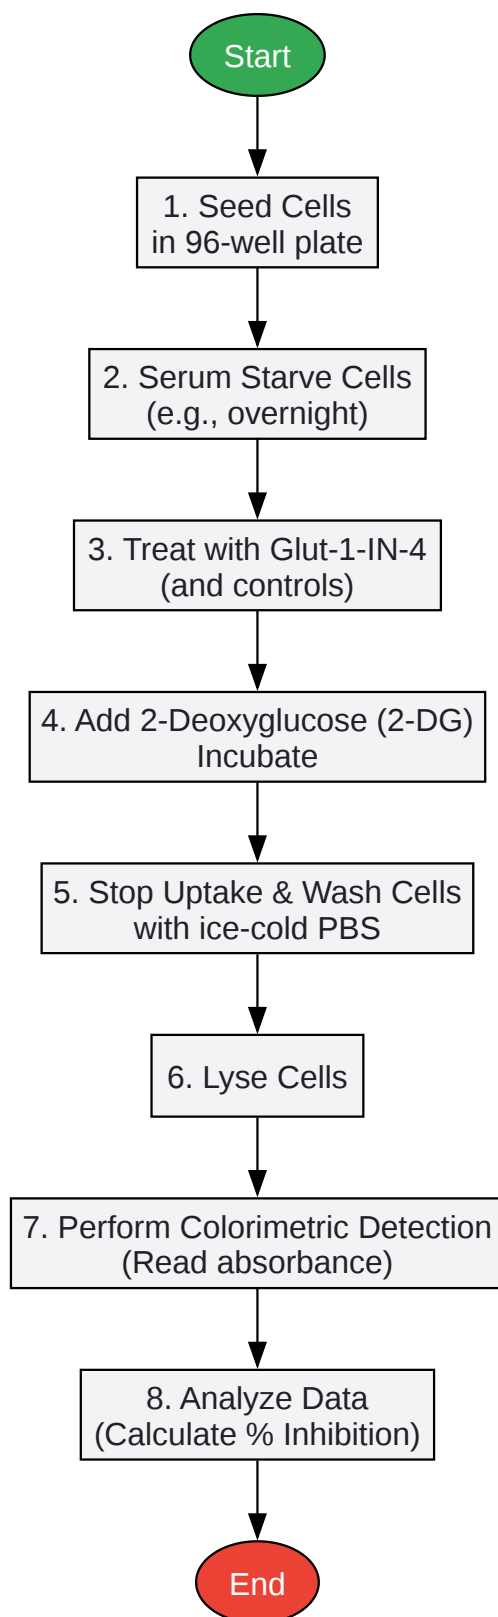 Start
1. Seed Cells
in 96-well plate
2. Serum Starve Cells
(e.g., overnight)
3. Treat with Glut-1-IN-4
(and controls)
4. Add 2-Deoxyglucose (2-DG)
Incubate
5. Stop Uptake & Wash Cells
with ice-cold PBS
6. Lyse Cells
7. Perform Colorimetric Detection
(Read absorbance)
8. Analyze Data
(Calculate % Inhibition)
End